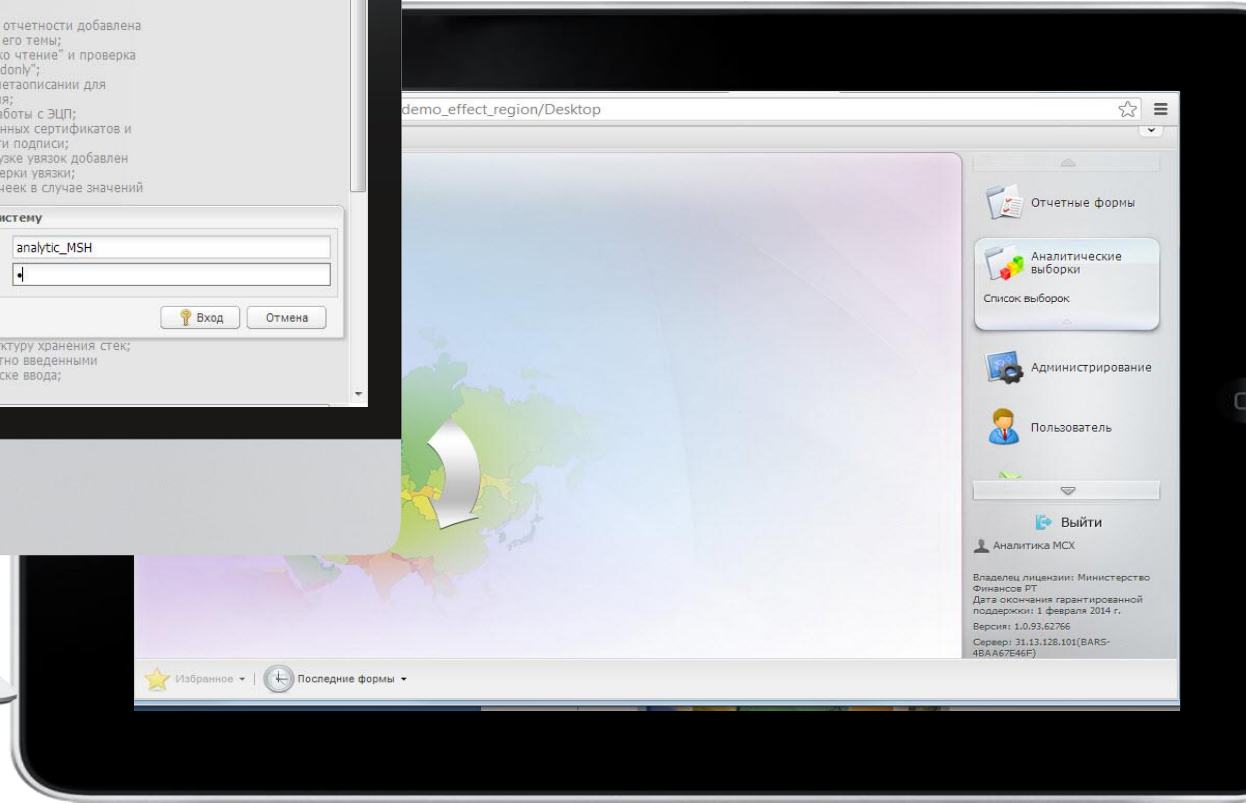 отчетности добавлена
его темы;
ко чтение" и проверка
donly";
метаописании для
ия;
аботы с ЭЦП;
нных сертификатов и
ти подписи;
узке увязок добавлен
верки увязки;
чеек в случае значений
истему
analytic_MSH
Вход
Отмена
ктуру хранения стек;
тно введенными
ске ввода;
demo_effect_region/Desktop
Отчетные формы
Аналитические
выборки
Список выборок
Администрирование
Пользователь
Выйти
Аналитика МСХ
Владелец лицензии: Министерство
Финансов РТ
Дата окончания гарантированной
поддержки: 1 февраля 2014 г.
Версия: 1.0.93.62766
Сервер: 31.13.128.101(BARS-
4BAA67E46F)
Избранное
Последние формы